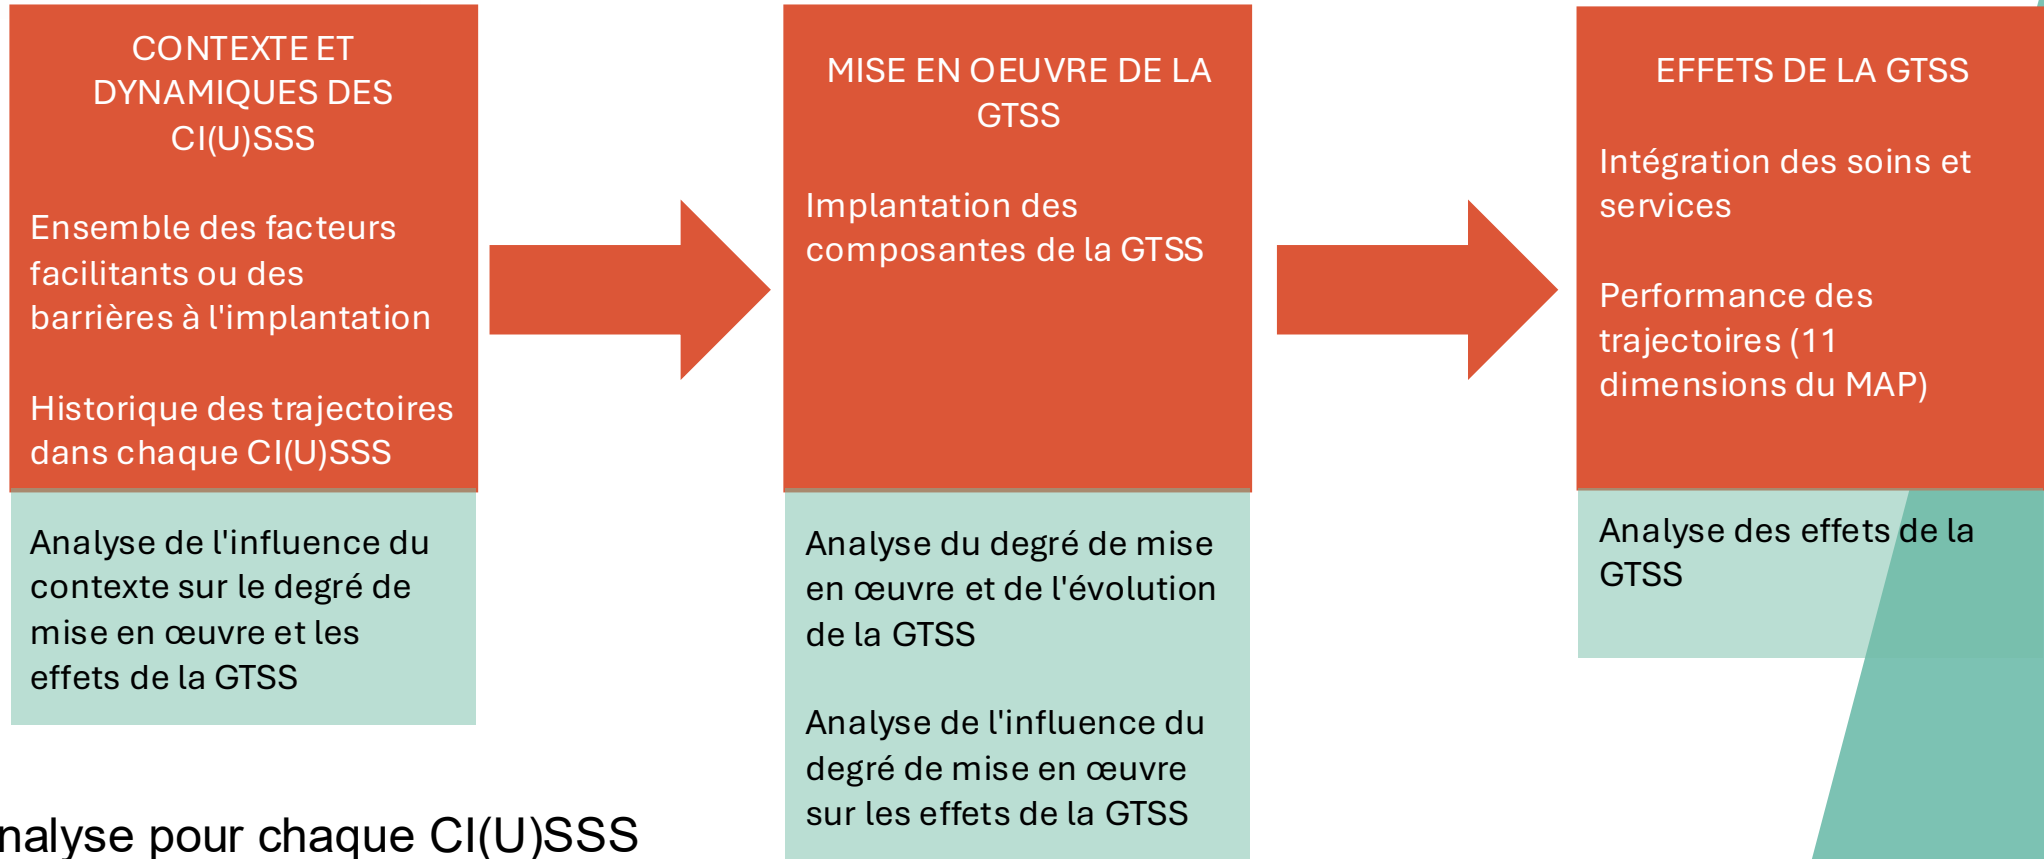 CONTEXTE ET
DYNAMIQUES DES
CI(U)SSS
Ensemble des facteurs
facilitants ou des
barrières à l'implantation
Historique des trajectoires
dans chaque CI(U)SSS
Analyse de l'influence du
contexte sur le degré de
mise en œuvre et les
effets de la GTSS
MISE EN OEUVRE DE LA
GTSS
Implantation des
composantes de la GTSS
Analyse du degré de mise
en œuvre et de l'évolution
de la GTSS
Analyse de l'influence du
degré de mise en œuvre
sur les effets de la GTSS
EFFETS DE LA GTSS
Intégration des soins et
services
Performance des
trajectoires (11
dimensions du MAP)
Analyse des effets de la
GTSS
nalyse pour chaque CI(U)SSS